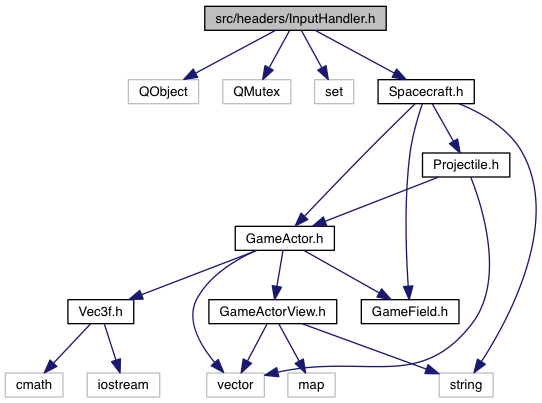 src/headers/InputHandler.h
QObject
QMutex
set
Spacecraft.h
Projectile.h
GameActor.h
Vec3f.h
GameActorView.h
GameField.h
cmath
iostream
vector
map
string